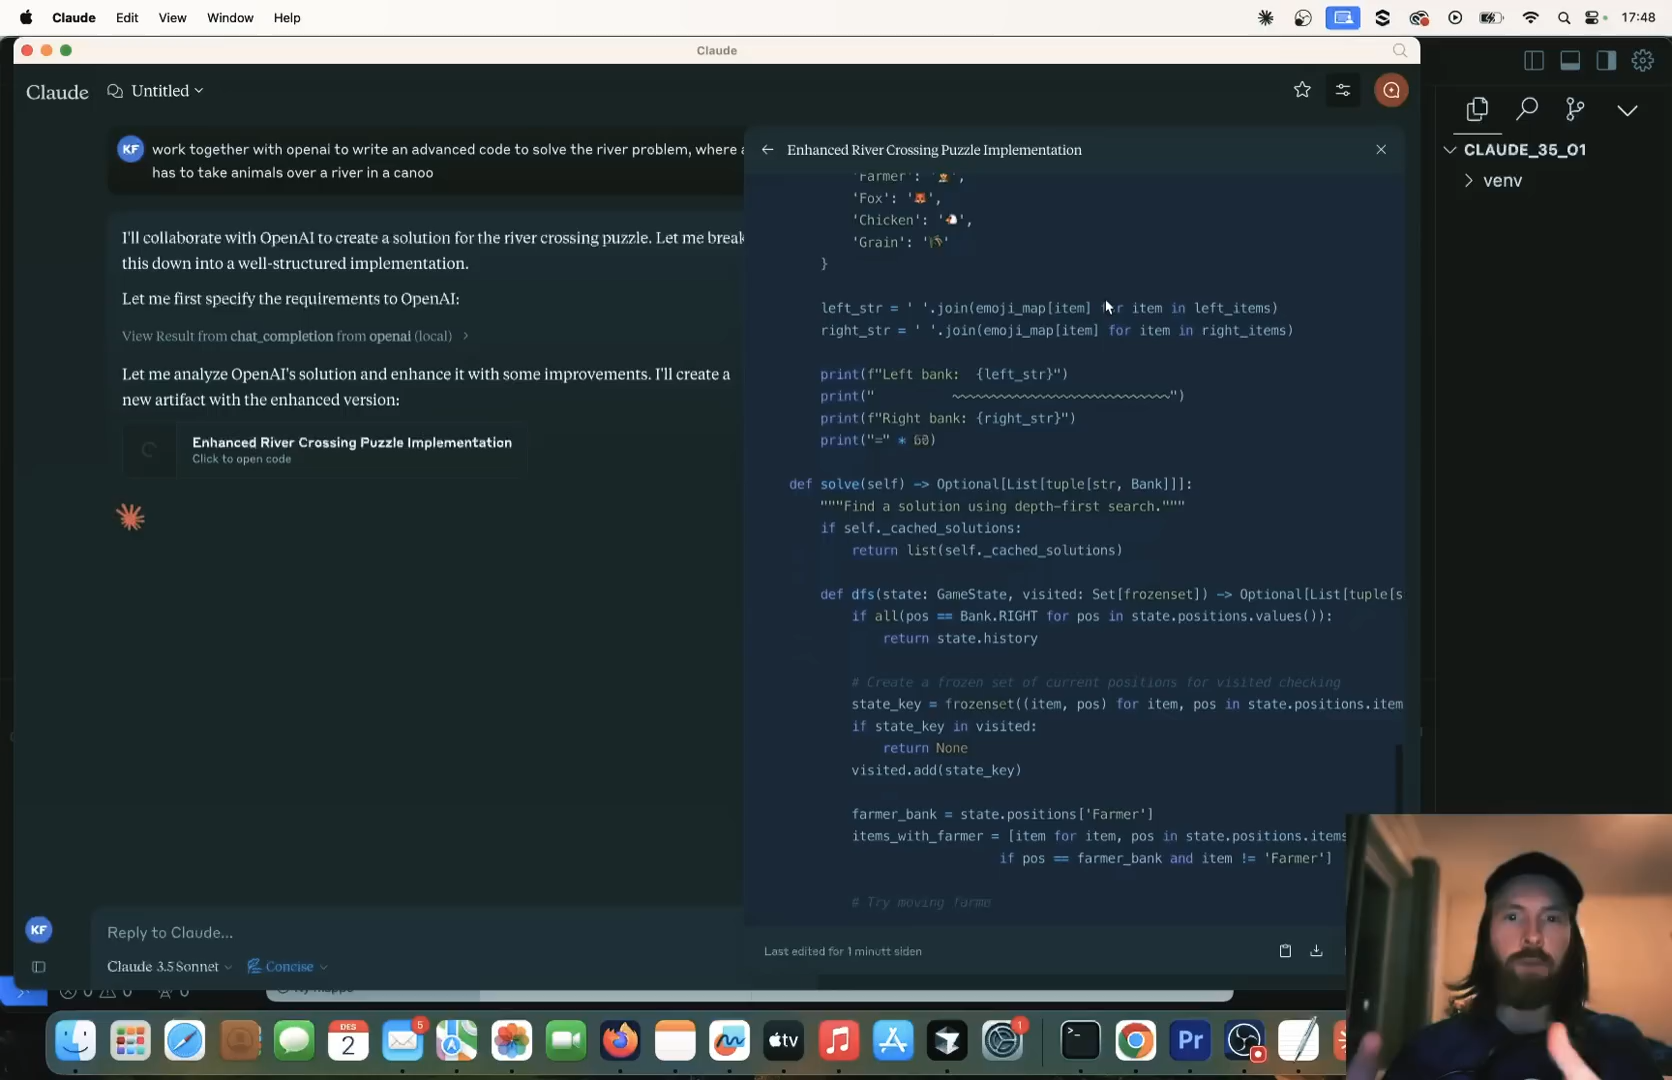 Claude Edit View Window Help
17:48
Claude
Claude
Untitled
KF
work together with openai to write an advanced code to solve the river problem, where a
has to take animals over a river in a canoo
I'll collaborate with OpenAI to create a solution for the river crossing puzzle. Let me break
this down into a well-structured implementation.
Let me first specify the requirements to OpenAI:
View Result from chat_completion from openai (local)
Let me analyze OpenAI's solution and enhance it with some improvements. I'll create a
new artifact with the enhanced version:
Enhanced River Crossing Puzzle Implementation
Click to open code
KF
Reply to Claude...
Claude 3.5 Sonnet Concise
Enhanced River Crossing Puzzle Implementation
'Farmer': '👨‍🌾',
'Fox': '🦊',
'Chicken': '🐔',
'Grain': '🌾'
}
left_str = ' '.join(emoji_map[item] for item in left_items)
right_str = ' '.join(emoji_map[item] for item in right_items)
print(f"Left bank:  {left_str}")
print("         ~~~~~~~~~~~~~~~~~~~~~~~~~~~~")
print(f"Right bank: {right_str}")
print("=" * 60)
def solve(self) -> Optional[List[tuple[str, Bank]]]:
"""Find a solution using depth-first search."""
if self._cached_solutions:
return list(self._cached_solutions)
def dfs(state: GameState, visited: Set[frozenset]) -> Optional[List[tuple[s
if all(pos == Bank.RIGHT for pos in state.positions.values()):
return state.history
# Create a frozen set of current positions for visited checking
state_key = frozenset((item, pos) for item, pos in state.positions.item
if state_key in visited:
return None
visited.add(state_key)
farmer_bank = state.positions['Farmer']
items_with_farmer = [item for item, pos in state.positions.items
if pos == farmer_bank and item != 'Farmer']
# Try moving farme
Last edited for 1 minutt siden
CLAUDE_35_O1
venv
0 0 0
DES
2
5
tv
1
Pr